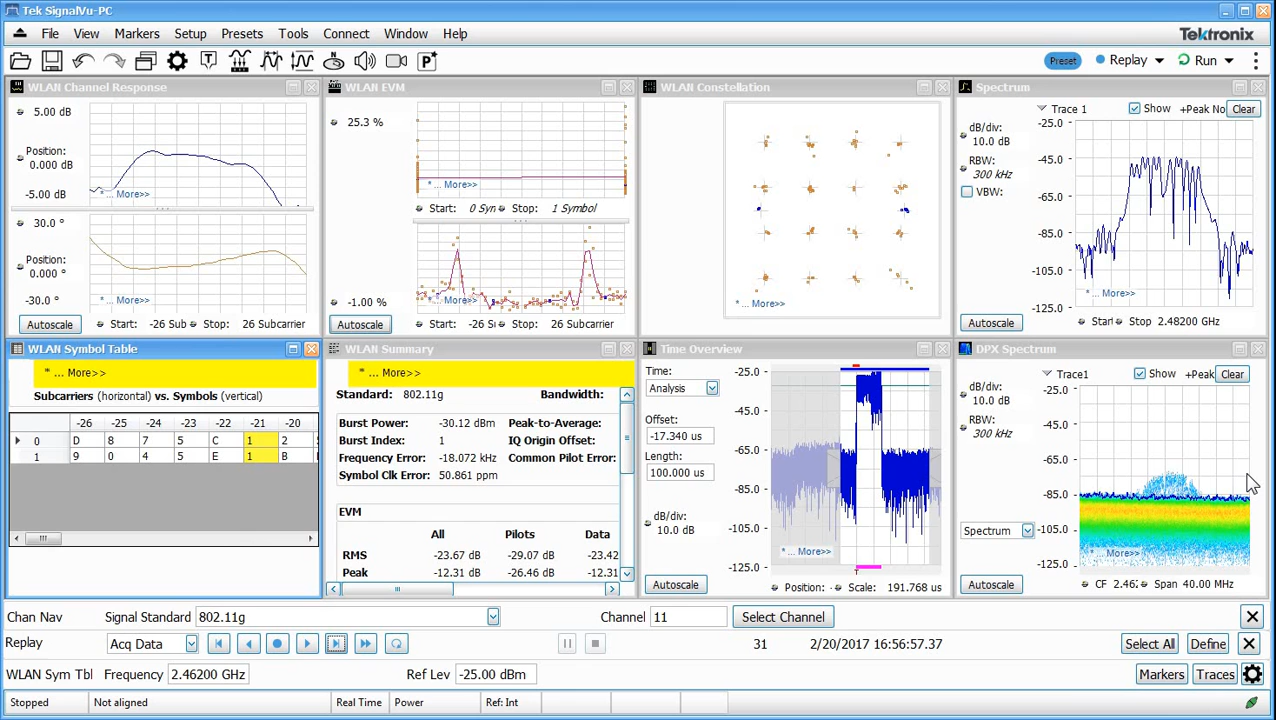 Tek SignalVu-PC
File View Markers Setup Presets Tools Connect Window Help
Tektronix
Preset Replay Run
WLAN Channel Response
5.00 dB
Position:
0.000 dB
-5.00 dB
* ... More>>
30.0 °
Position:
0.000 °
-30.0 °
* ... More>>
Autoscale Start: -26 Sub Stop: 26 Subcarrier
WLAN EVM
25.3 %
* ... More>>
Start: 0 Syn Stop: 1 Symbol
-1.00 %
* ... More>>
Autoscale Start: -26 Stop: 26 Subcarrier
WLAN Constellation
* ... More>>
Spectrum
Trace 1 Show +Peak No Clear
dB/div:
10.0 dB
RBW:
300 kHz
VBW:
-25.0
-45.0
-65.0
-85.0
-105.0
-125.0
* ... More>>
Autoscale Start Stop 2.48200 GHz
WLAN Symbol Table
* ... More>>
Subcarriers (horizontal) vs. Symbols (vertical)
-26 -25 -24 -23 -22 -21 -20
0 D 8 7 5 C 1 2
1 9 0 4 5 E 1 B
WLAN Summary
* ... More>>
Standard: 802.11g Bandwidth:
Burst Power: -30.12 dBm Peak-to-Average:
Burst Index: 1 IQ Origin Offset:
Frequency Error: -18.072 kHz Common Pilot Error:
Symbol Clk Error: 50.861 ppm
EVM
All Pilots Data
RMS -23.67 dB -29.07 dB -23.42
Peak -12.31 dB -26.46 dB -12.31
Time Overview
Time:
Analysis
Offset:
-17.340 us
Length:
100.000 us
dB/div:
10.0 dB
-25.0
-45.0
-65.0
-85.0
-105.0
-125.0
* ... More>>
T
Autoscale Position: - Scale: 191.768 us
DPX Spectrum
Trace1 Show +Peak Clear
dB/div:
10.0 dB
RBW:
300 kHz
Spectrum
-25.0
-45.0
-65.0
-85.0
-105.0
-125.0
* ... More>>
Autoscale CF 2.46 Span 40.00 MHz
Chan Nav Signal Standard 802.11g Channel 11 Select Channel
Replay Acq Data 31 2/20/2017 16:56:57.37 Select All Define
WLAN Sym Tbl Frequency 2.46200 GHz Ref Lev -25.00 dBm Markers Traces
Stopped Not aligned Real Time Power Ref: Int